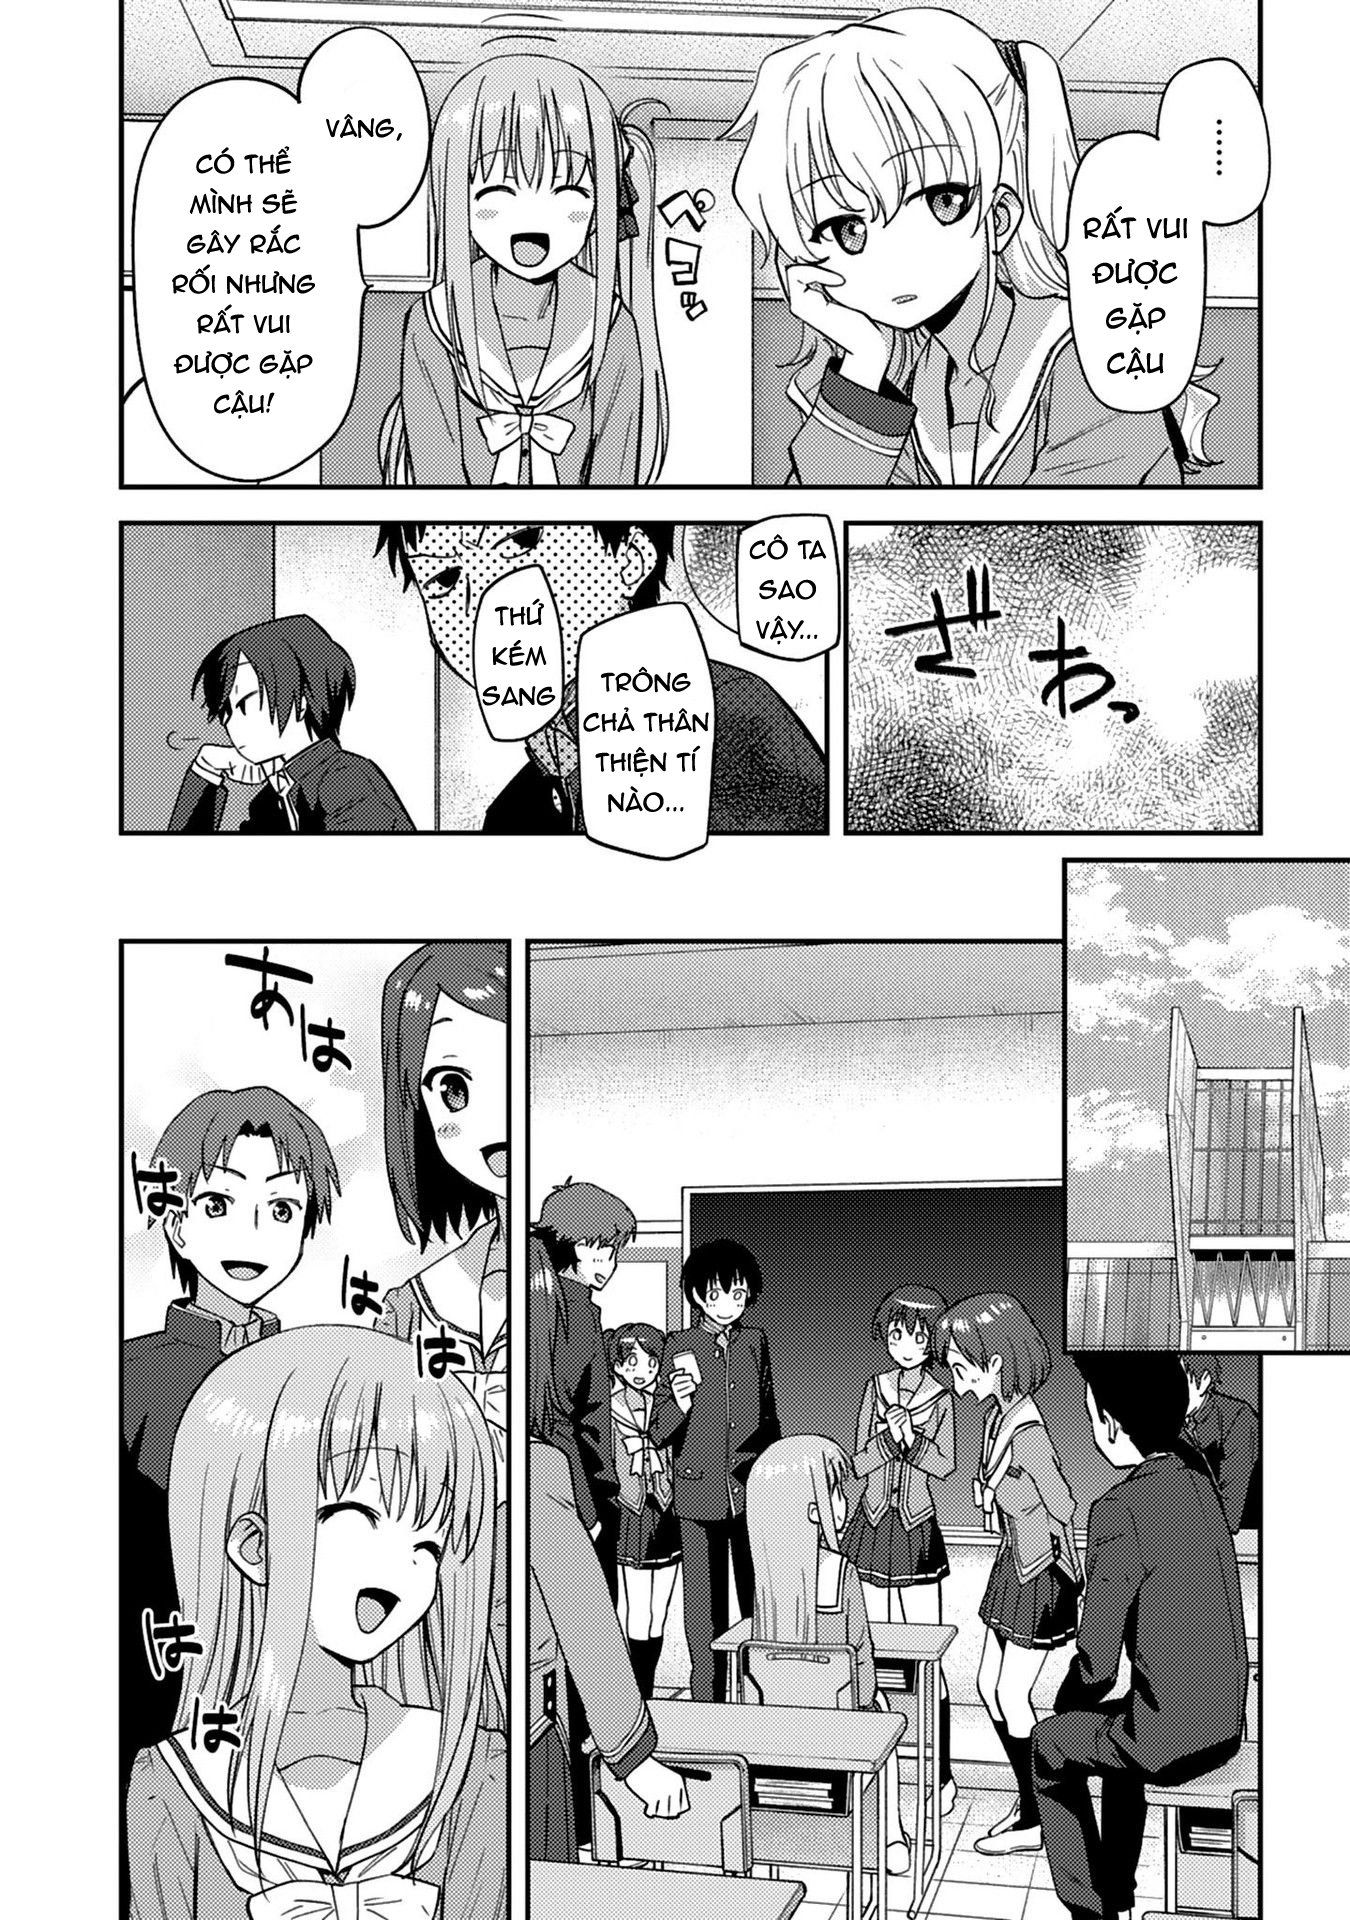 ......
RẤT VUI
ĐƯỢC
GẶP
CẬU
VÂNG,
CÓ THỂ
MÌNH SẼ
GÂY RẮC
RỐI NHƯNG
RẤT VUI
ĐƯỢC GẶP
CẬU!
ペコッ
ざわっ
CÔ TA
SAO
VẬY...
TRÔNG
CHẢ THÂN
THIỆN TÍ
NÀO...
THỨ
KÉM
SANG
あは
は
は
は
は
は